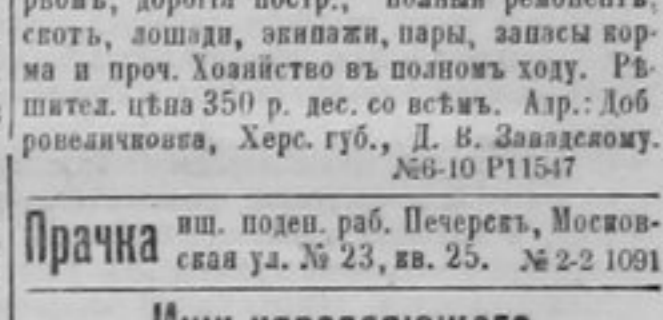 скотъ, лошади, экипажи, пары, запасы кор-
ма и проч. Хозяйство въ полномъ ходу. Рѣ-
шител. цѣна 350 р. дес. со всѣмъ. Адр.: Доб
ровеличковка, Херс. губ., Д. В. Завадскому.
№6-10 Р11547
Прачка ищ. поден. раб. Печерскъ, Москов-
ская ул. № 23, кв. 25. № 2-2 1091